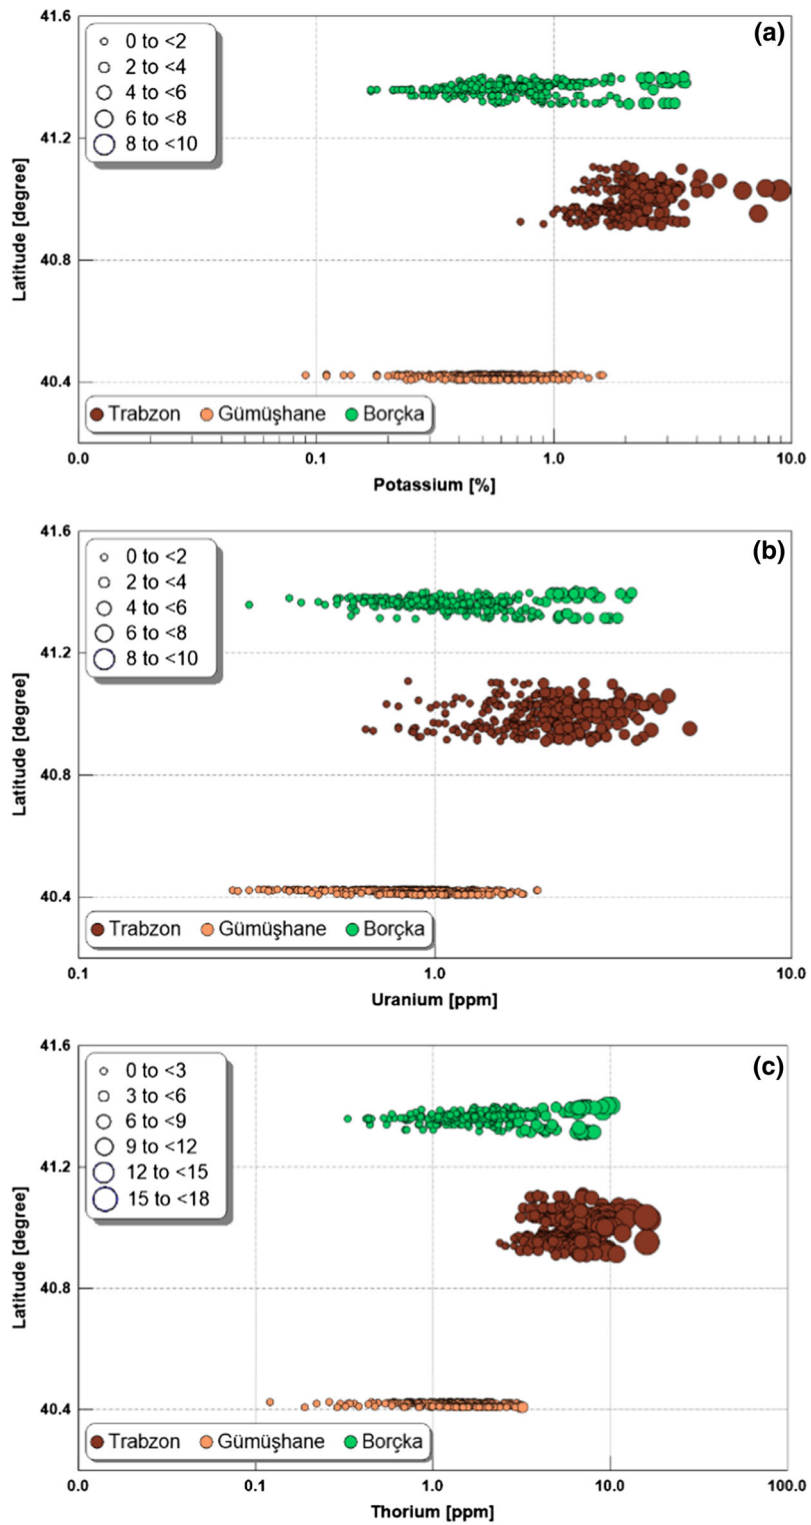 (a)
41.6
41.2
40.8
40.4
Latitude [degree]
0 to <2
2 to <4
4 to <6
6 to <8
8 to <10
Trabzon Gümüşhane Borçka
0.0 0.1 1.0 10.0
Potassium [%]
(b)
41.6
41.2
40.8
40.4
Latitude [degree]
0 to <2
2 to <4
4 to <6
6 to <8
8 to <10
Trabzon Gümüşhane Borçka
0.1 1.0 10.0
Uranium [ppm]
(c)
41.6
41.2
40.8
40.4
Latitude [degree]
0 to <3
3 to <6
6 to <9
9 to <12
12 to <15
15 to <18
Trabzon Gümüşhane Borçka
0.0 0.1 1.0 10.0 100.0
Thorium [ppm]